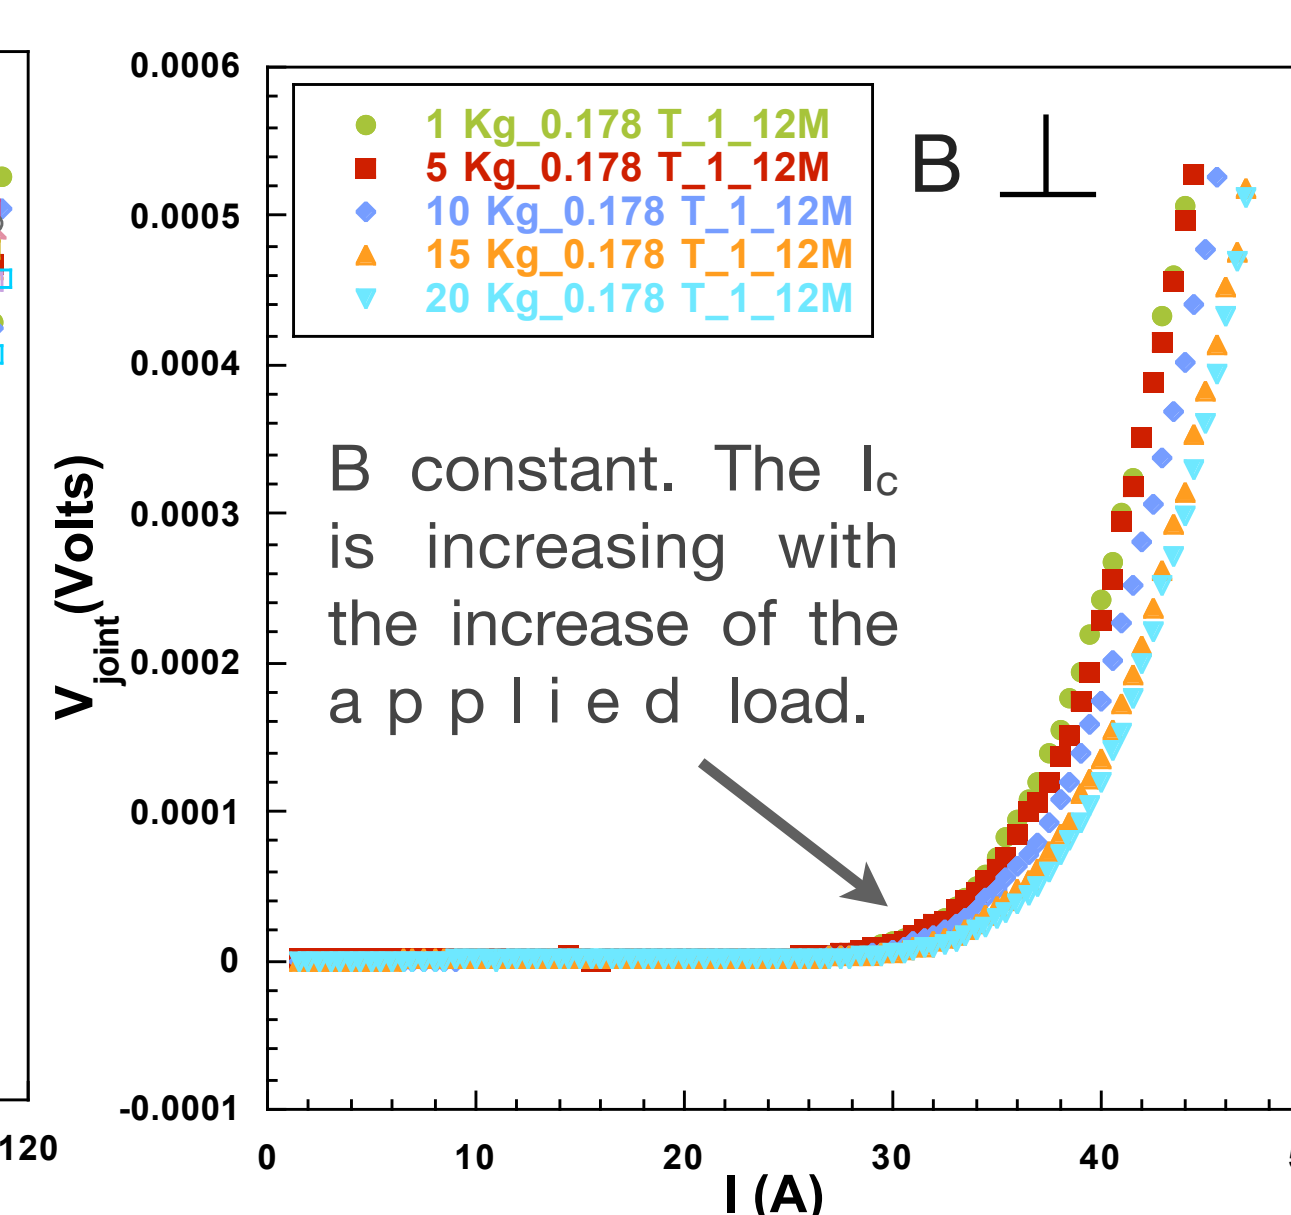 0.0006
1 Kg_0.178 T_1_12M
5 Kg_0.178 T_1_12M
10 Kg_0.178 T_1_12M
15 Kg_0.178 T_1_12M
20 Kg_0.178 T_1_12M
B ⊥
0.0005
0.0004
0.0003
0.0002
0.0001
0
-0.0001
V_joint (Volts)
B constant. The I_c
is increasing with
the increase of the
applied load.
120
0 10 20 30 40
I (A)